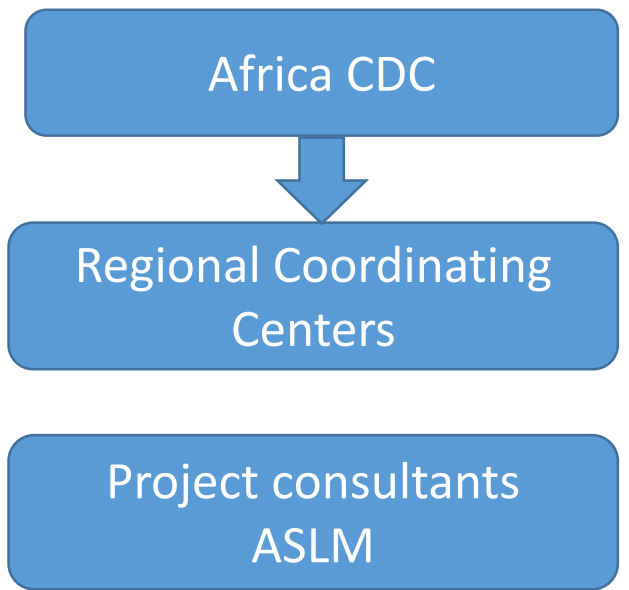 Africa CDC
Regional Coordinating
Centers
Project consultants
ASLM